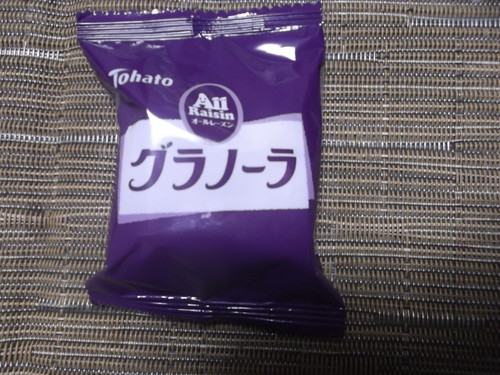 Tohato
All
Raisin
オールレーズン
グラノーラ